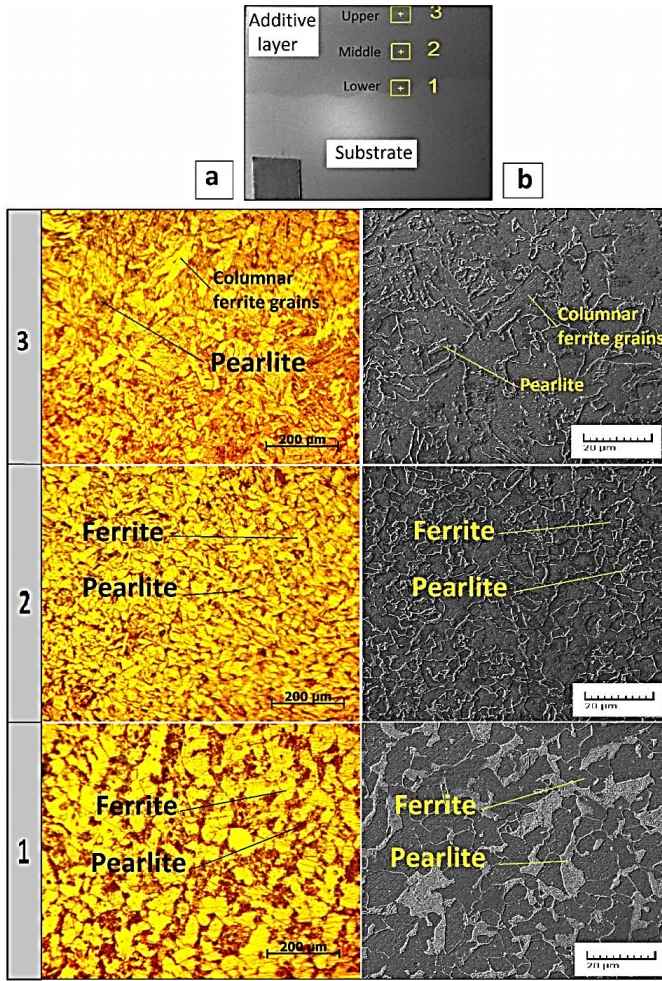 Additive
layer
Upper
3
Middle
2
Lower
1
Substrate
a
b
3
Columnar
ferrite grains
Pearlite
200 µm
Columnar
ferrite grains
Pearlite
20 µm
2
Ferrite
Pearlite
200 µm
Ferrite
Pearlite
20 µm
1
Ferrite
Pearlite
200 µm
Ferrite
Pearlite
20 µm